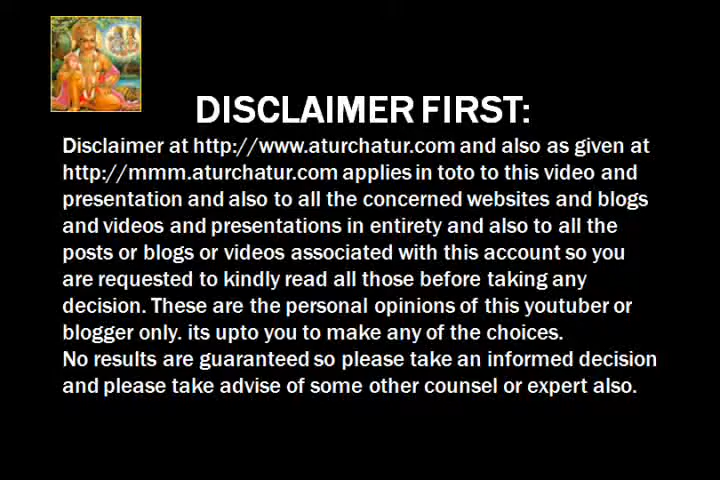 DISCLAIMER FIRST:
Disclaimer at http://www.aturchatur.com and also as given at
http://mmm.aturchatur.com applies in toto to this video and
presentation and also to all the concerned websites and blogs
and videos and presentations in entirety and also to all the
posts or blogs or videos associated with this account so you
are requested to kindly read all those before taking any
decision. These are the personal opinions of this youtuber or
blogger only. its upto you to make any of the choices.
No results are guaranteed so please take an informed decision
and please take advise of some other counsel or expert also.